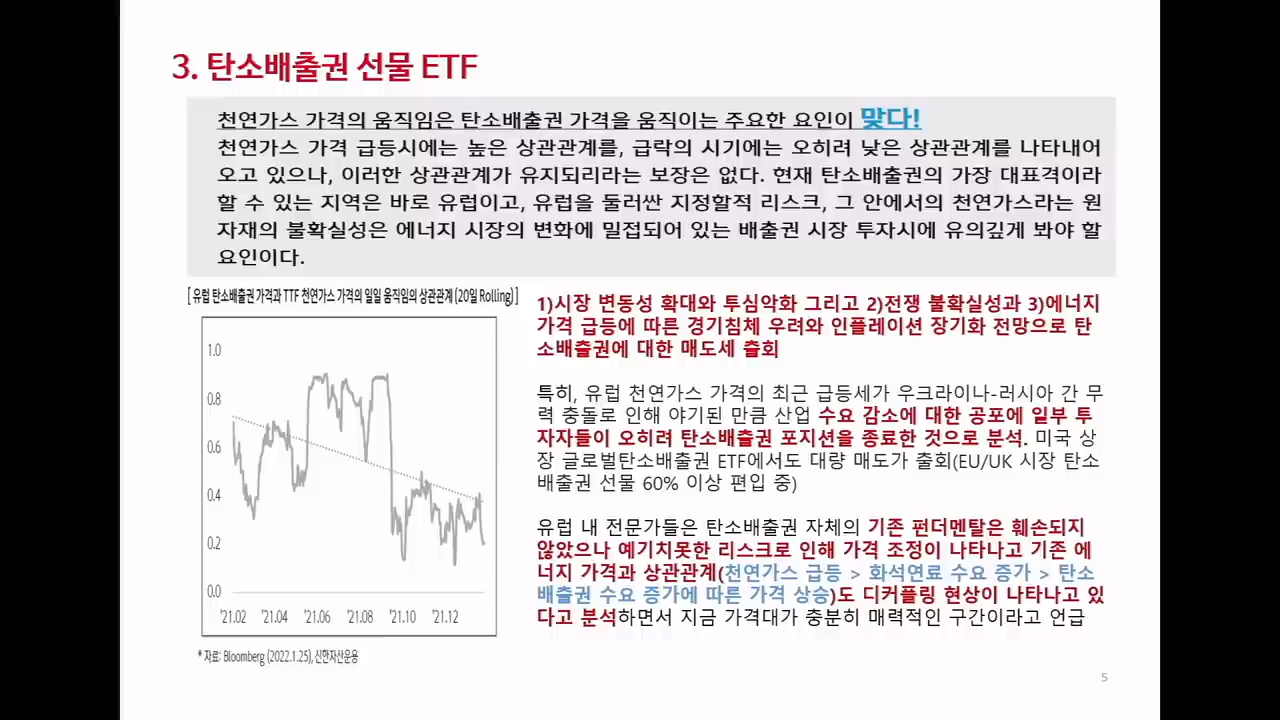 3. 탄소배출권 선물 ETF
천연가스 가격의 움직임은 탄소배출권 가격을 움직이는 주요한 요인이 맞다!
천연가스 가격 급등시에는 높은 상관관계를, 급락의 시기에는 오히려 낮은 상관관계를 나타내어
오고 있으나, 이러한 상관관계가 유지되리라는 보장은 없다. 현재 탄소배출권의 가장 대표격이라
할 수 있는 지역은 바로 유럽이고, 유럽을 둘러싼 지정할적 리스크, 그 안에서의 천연가스라는 원
자재의 불확실성은 에너지 시장의 변화에 밀접되어 있는 배출권 시장 투자시에 유의깊게 봐야 할
요인이다.
[ 유럽 탄소배출권 가격과 TTF 천연가스 가격의 일일 움직임의 상관관계 (20일 Rolling) ]
1.0
0.8
0.6
0.4
0.2
0.0
'21.02 '21.04 '21.06 '21.08 '21.10 '21.12
* 자료: Bloomberg (2022.1.25), 신한자산운용
1)시장 변동성 확대와 투심악화 그리고 2)전쟁 불확실성과 3)에너지
가격 급등에 따른 경기침체 우려와 인플레이션 장기화 전망으로 탄
소배출권에 대한 매도세 출회
특히, 유럽 천연가스 가격의 최근 급등세가 우크라이나-러시아 간 무
력 충돌로 인해 야기된 만큼 산업 수요 감소에 대한 공포에 일부 투
자자들이 오히려 탄소배출권 포지션을 종료한 것으로 분석. 미국 상
장 글로벌탄소배출권 ETF에서도 대량 매도가 출회(EU/UK 시장 탄소
배출권 선물 60% 이상 편입 중)
유럽 내 전문가들은 탄소배출권 자체의 기존 펀더멘탈은 훼손되지
않았으나 예기치못한 리스크로 인해 가격 조정이 나타나고 기존 에
너지 가격과 상관관계(천연가스 급등 > 화석연료 수요 증가 > 탄소
배출권 수요 증가에 따른 가격 상승)도 디커플링 현상이 나타나고 있
다고 분석하면서 지금 가격대가 충분히 매력적인 구간이라고 언급
5